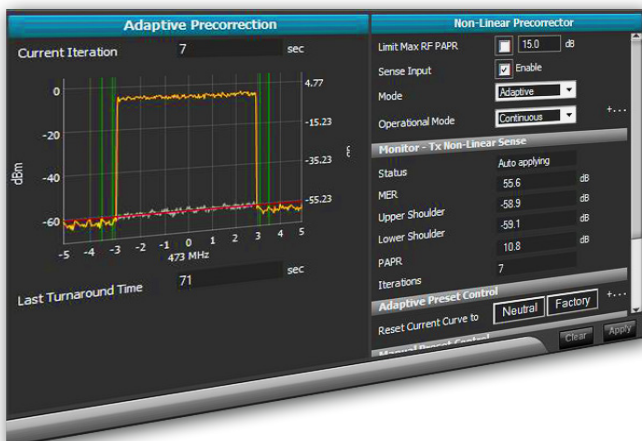 Adaptive Precorrection
Current Iteration 7 sec
0 4.77
-20 -15.23
dBm
-40 -35.23
-60 -55.23
-5 -4 -3 -2 -1 0 1 2 3 4 5
473 MHz
Last Turnaround Time 71 sec
Non-Linear Precorrector
Limit Max RF PAPR 15.0 dB
Sense Input Enable
Mode Adaptive
Operational Mode Continuous +...
Monitor - Tx Non-Linear Sense
Status Auto applying
MER 55.6 dB
Upper Shoulder -58.9 dB
Lower Shoulder -59.1 dB
PAPR 10.8 dB
Iterations 7
Adaptive Preset Control
Reset Current Curve to Neutral Factory +...
Manual Preset Control
Clear Apply